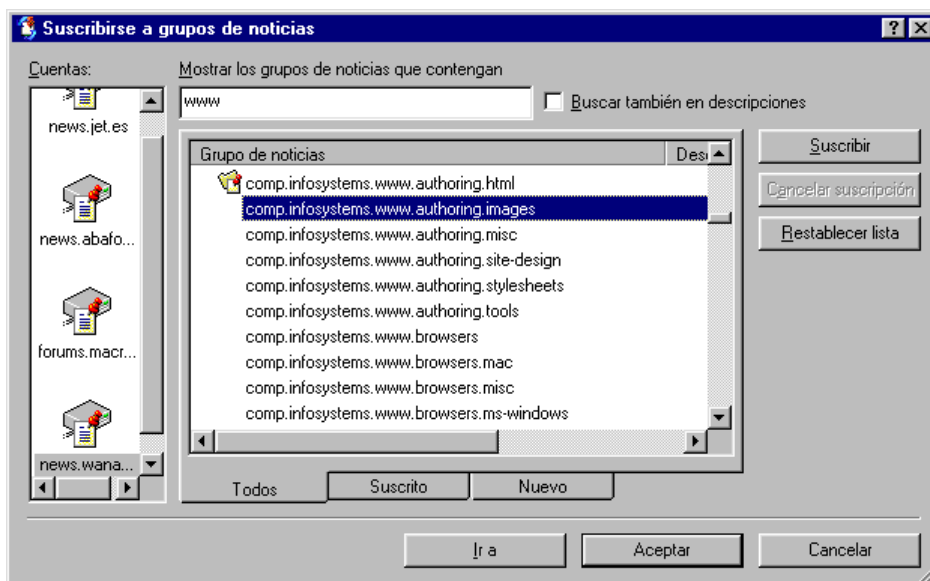 Suscribirse a grupos de noticias
Cuentas:
Mostrar los grupos de noticias que contengan
www
Buscar también en descripciones
news.jet.es
news.abafo...
forums.macr...
news.wana...
Grupo de noticias
Des
comp.infosystems.www.authoring.html
comp.infosystems.www.authoring.images
comp.infosystems.www.authoring.misc
comp.infosystems.www.authoring.site-design
comp.infosystems.www.authoring.stylesheets
comp.infosystems.www.authoring.tools
comp.infosystems.www.browsers
comp.infosystems.www.browsers.mac
comp.infosystems.www.browsers.misc
comp.infosystems.www.browsers.ms-windows
Todos
Suscrito
Nuevo
Suscribir
Cancelar suscripción
Restablecer lista
Ir a
Aceptar
Cancelar